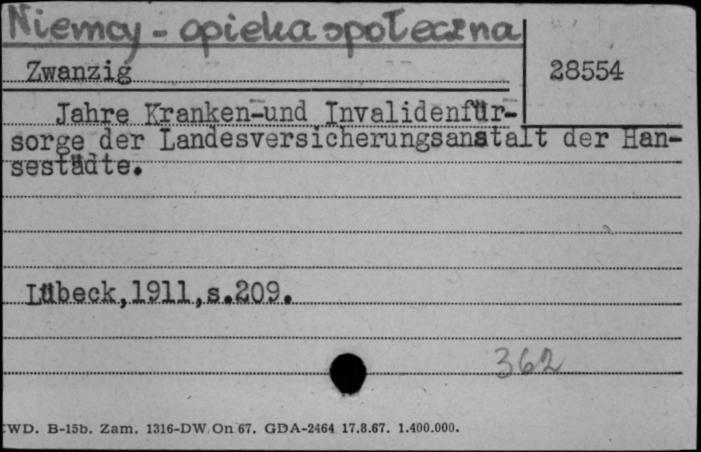 Niemcy - opieka społeczna
Zwanzig
28554
Jahre Kranken-und Invalidenfür-
sorge der Landesversicherungsanstalt der Han-
sestädte.
Lübeck,1911,s.209.
362
WD. B-15b. Zam. 1316-DW. On 67. GDA-2464 17.8.67. 1.400.000.